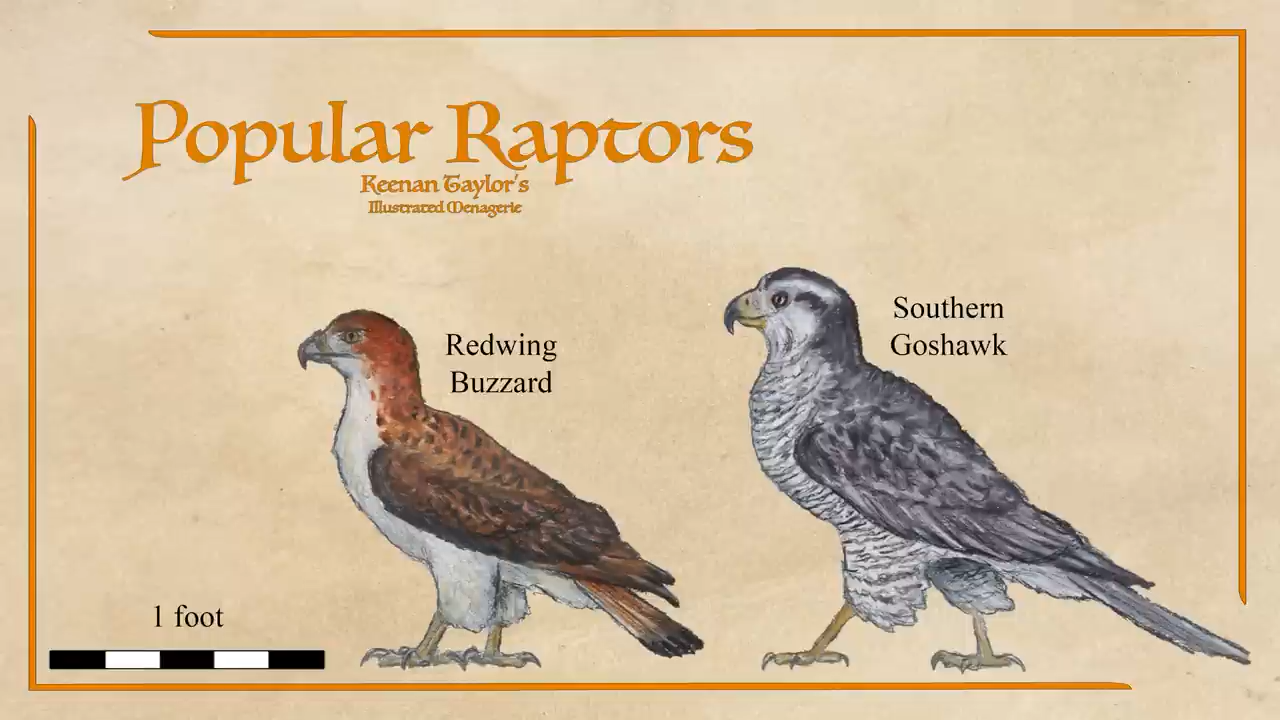 Popular Raptors
Keenan Taylor's
Illustrated Menagerie
Southern
Goshawk
Redwing
Buzzard
1 foot